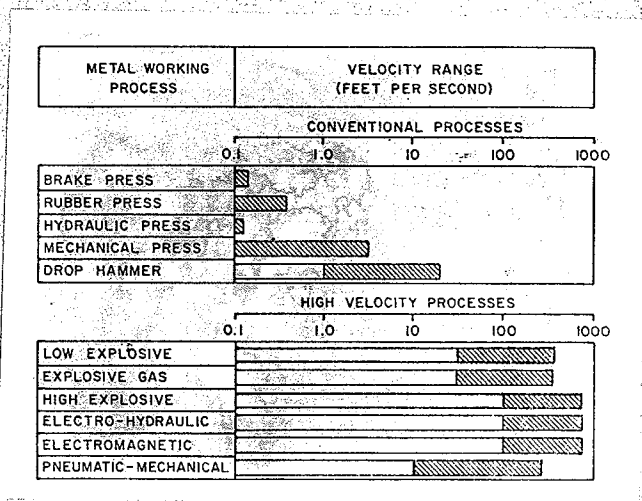 METAL WORKING PROCESS
VELOCITY RANGE (FEET PER SECOND)
CONVENTIONAL PROCESSES
0.1 1.0 10 100 1000
BRAKE PRESS
RUBBER PRESS
HYDRAULIC PRESS
MECHANICAL PRESS
DROP HAMMER
HIGH VELOCITY PROCESSES
0.1 1.0 10 100 1000
LOW EXPLOSIVE
EXPLOSIVE GAS
HIGH EXPLOSIVE
ELECTRO-HYDRAULIC
ELECTROMAGNETIC
PNEUMATIC-MECHANICAL